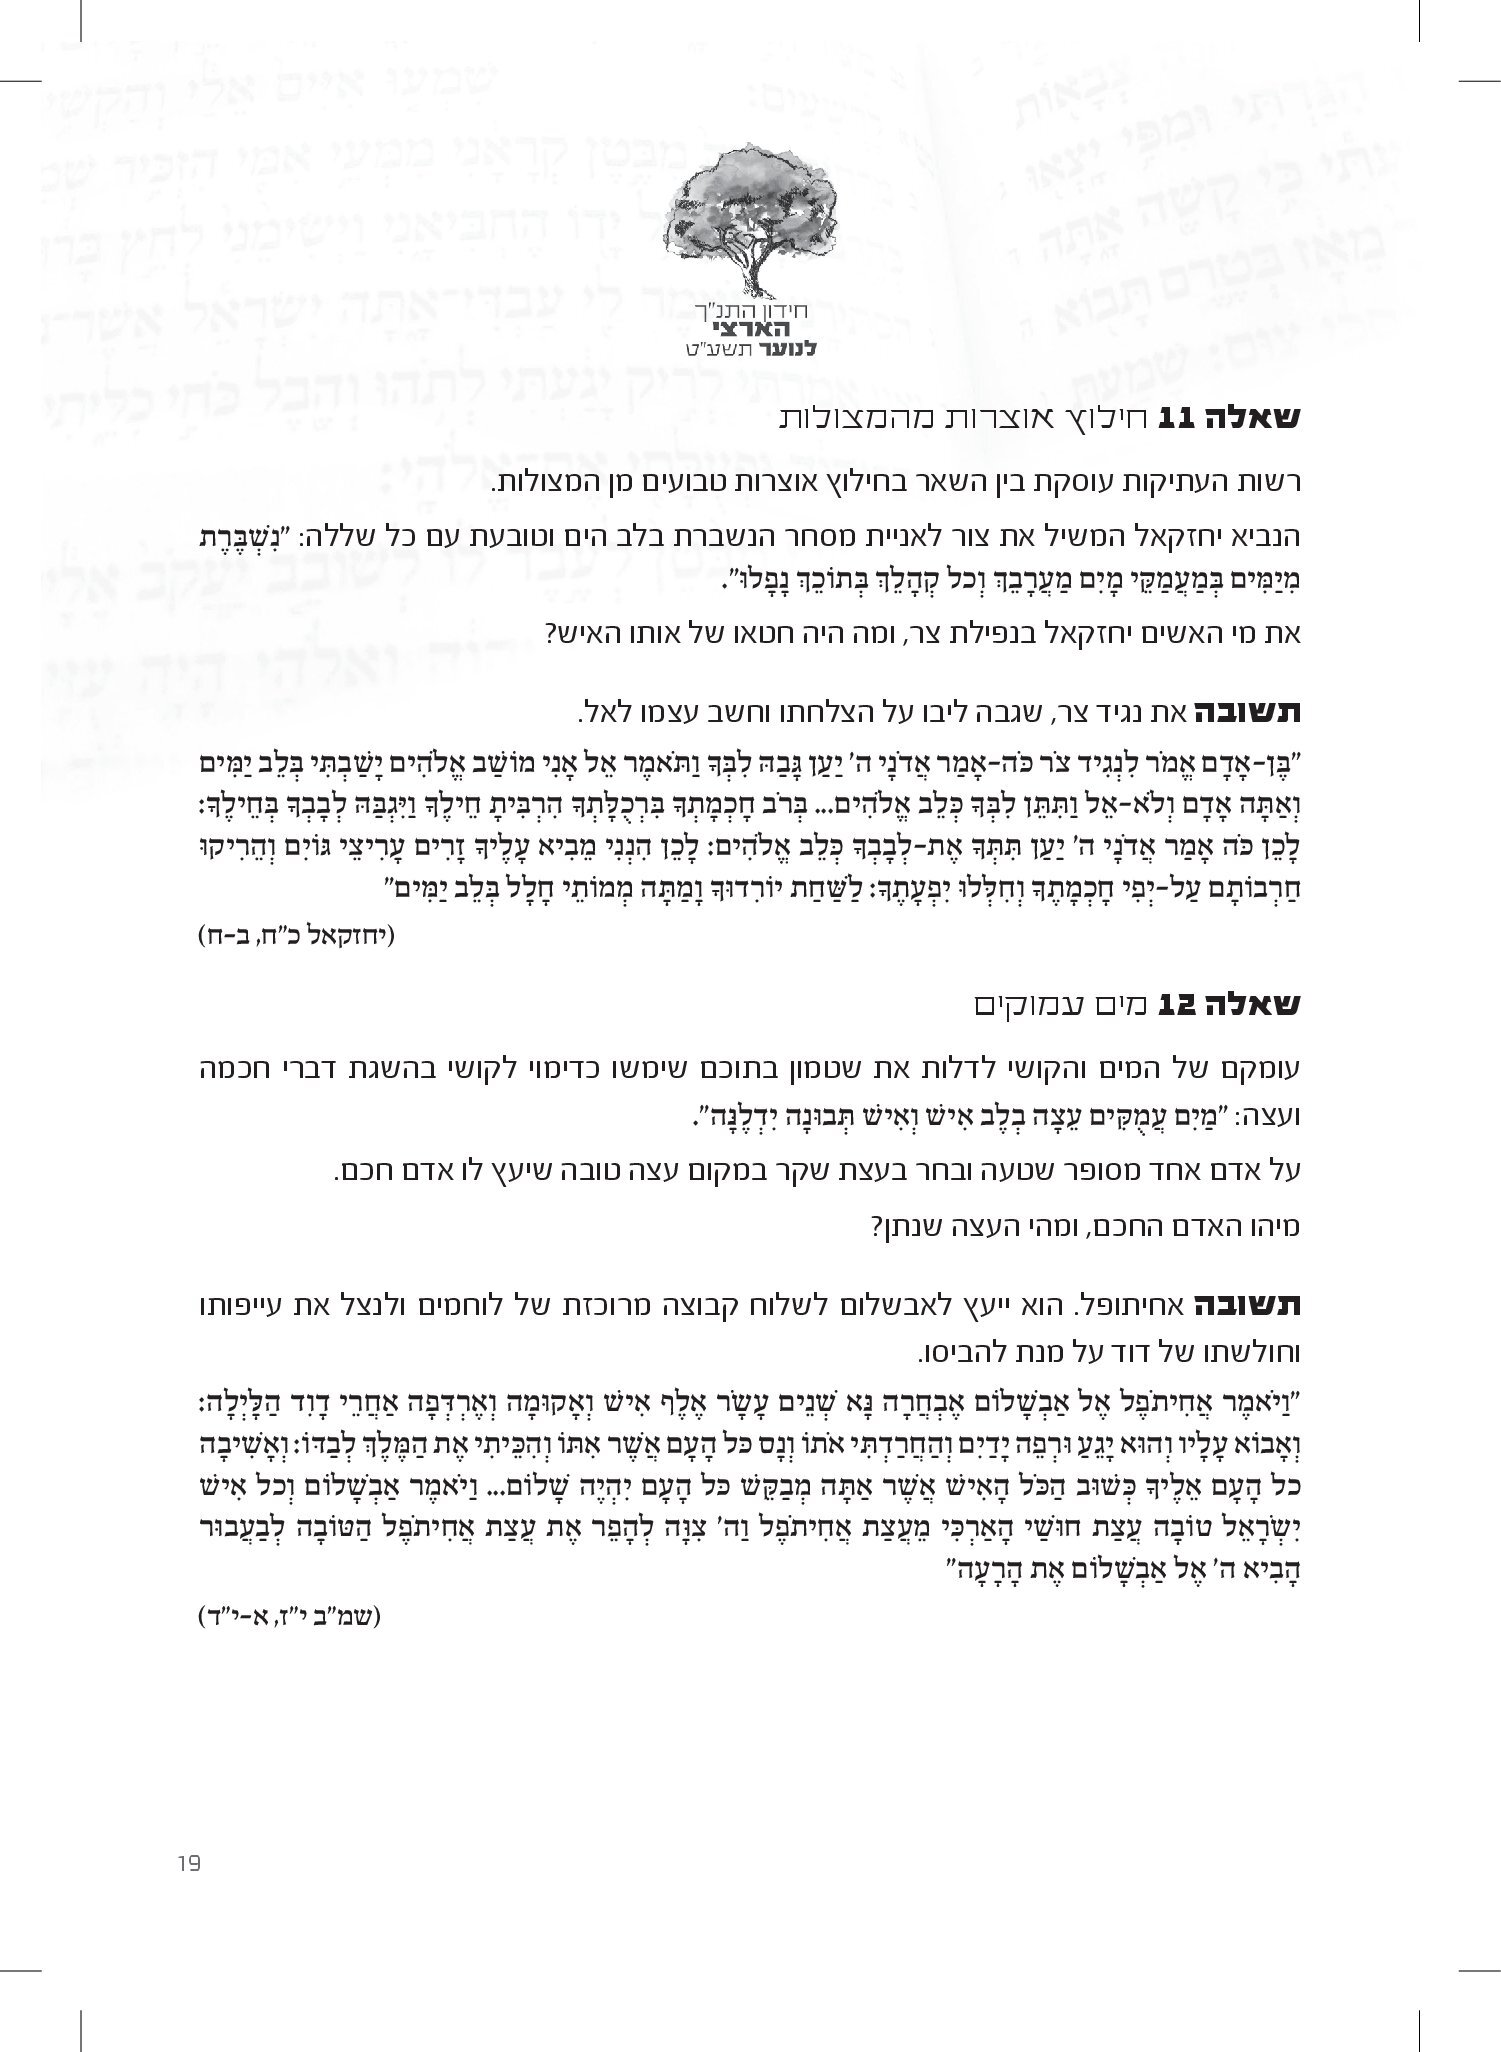 חידון התנ"ך
הארצי
לנוער תשע"ט
שאלה 11 חילוץ אוצרות מהמצולות
רשות העתיקות עוסקת בין השאר בחילוץ אוצרות טבועים מן המצולות.
הנביא יחזקאל המשיל את צור לאניית מסחר הנשברת בלב הים וטובעת עם כל שללה: "נִשְׁבֶּרֶת
מִיַּמִּים בְּמַעֲמַקֵּי מָיִם מַעֲרָבֵךְ וְכל קְהָלֵךְ בְּתוֹכֵךְ נָפָלוּ".
את מי האשים יחזקאל בנפילת צר, ומה היה חטאו של אותו האיש?
תשובה את נגיד צר, שגבה ליבו על הצלחתו וחשב עצמו לאל.
"בֶּן-אָדָם אֱמֹר לִנְגִיד צֹר כֹּה-אָמַר אֲדֹנָי ה' יַעַן גָּבַהּ לִבְּךָ וַתֹּאמֶר אֵל אָנִי מוֹשַׁב אֱלֹהִים יָשַׁבְתִּי בְּלֵב יַמִּים
וְאַתָּה אָדָם וְלֹא-אֵל וַתִּתֵּן לִבְּךָ כְּלֵב אֱלֹהִים... בְּרֹב חָכְמָתְךָ בִּרְכֻלָּתְךָ הִרְבִּיתָ חֵילֶךָ וַיִּגְבַּהּ לְבָבְךָ בְּחֵילֶךָ:
לָכֵן כֹּה אָמַר אֲדֹנָי ה' יַעַן תִּתְּךָ אֶת-לְבָבְךָ כְּלֵב אֱלֹהִים: לָכֵן הִנְנִי מֵבִיא עָלֶיךָ זָרִים עָרִיצֵי גּוֹיִם וְהֵרִיקוּ
חַרְבוֹתָם עַל-יְפִי חָכְמָתֶךָ וְחִלְּלוּ יִפְעָתֶךָ: לַשַּׁחַת יוֹרִדוּךָ וָמַתָּה מְמוֹתֵי חָלָל בְּלֵב יַמִּים"
(יחזקאל כ"ח, ב-ח)
שאלה 12 מים עמוקים
עומקם של המים והקושי לדלות את שטמון בתוכם שימשו כדימוי לקושי בהשגת דברי חכמה
ועצה: "מַיִם עֲמֻקִּים עֵצָה בְלֶב אִישׁ וְאִישׁ תְּבוּנָה יִדְלֶנָּה".
על אדם אחד מסופר שטעה ובחר בעצת שקר במקום עצה טובה שיעץ לו אדם חכם.
מיהו האדם החכם, ומהי העצה שנתן?
תשובה אחיתופל. הוא ייעץ לאבשלום לשלוח קבוצה מרוכזת של לוחמים ולנצל את עייפותו
וחולשתו של דוד על מנת להביסו.
"וַיֹּאמֶר אֲחִיתֹפֶל אֶל אַבְשָׁלוֹם אֶבְחֲרָה נָּא שְׁנֵים עָשָׂר אֶלֶף אִישׁ וְאָקוּמָה וְאֶרְדְּפָה אַחֲרֵי דָוִד הַלָּיְלָה:
וְאָבוֹא עָלָיו וְהוּא יָגֵעַ וּרְפֵה יָדַיִם וְהַחֲרַדְתִּי אֹתוֹ וְנָס כל הָעָם אֲשֶׁר אִתּוֹ וְהִכֵּיתִי אֶת הַמֶּלֶךְ לְבַדּוֹ: וְאָשִׁיבָה
כל הָעָם אֵלֶיךָ כְּשׁוּב הַכֹּל הָאִישׁ אֲשֶׁר אַתָּה מְבַקֵּשׁ כל הָעָם יִהְיֶה שָׁלוֹם... וַיֹּאמֶר אַבְשָׁלוֹם וְכל אִישׁ
יִשְׂרָאֵל טוֹבָה עֲצַת חוּשַׁי הָאַרְכִּי מֵעֲצַת אֲחִיתֹפֶל וַה' צִוָּה לְהָפֵר אֶת עֲצַת אֲחִיתֹפֶל הַטּוֹבָה לְבַעֲבוּר
הָבִיא ה' אֶל אַבְשָׁלוֹם אֶת הָרָעָה"
(שמ"ב י"ז, א-י"ד)
19